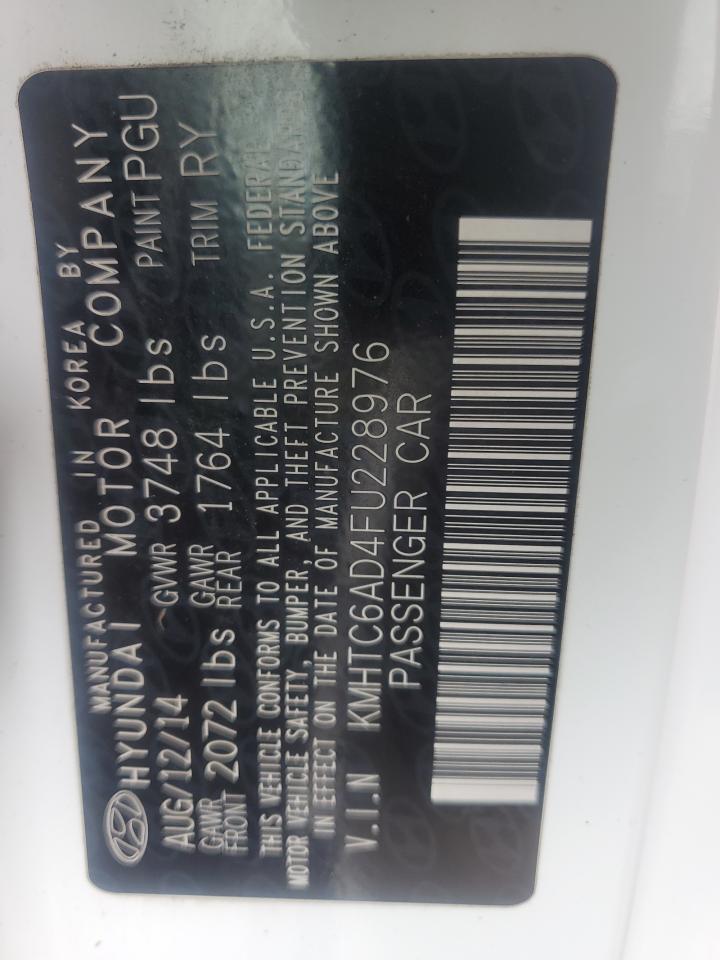 MANUFACTURED IN KOREA BY
HYUNDAI MOTOR COMPANY
AUG/12/14 GVWR 3748 lbs PAINT PGU
GAWR FRONT 2072 lbs GAWR REAR 1764 lbs TRIM RY
THIS VEHICLE CONFORMS TO ALL APPLICABLE U.S.A. FEDERAL
MOTOR VEHICLE SAFETY, BUMPER, AND THEFT PREVENTION STANDARDS
IN EFFECT ON THE DATE OF MANUFACTURE SHOWN ABOVE
V.I.N KMHTC6AD4FU228976
PASSENGER CAR